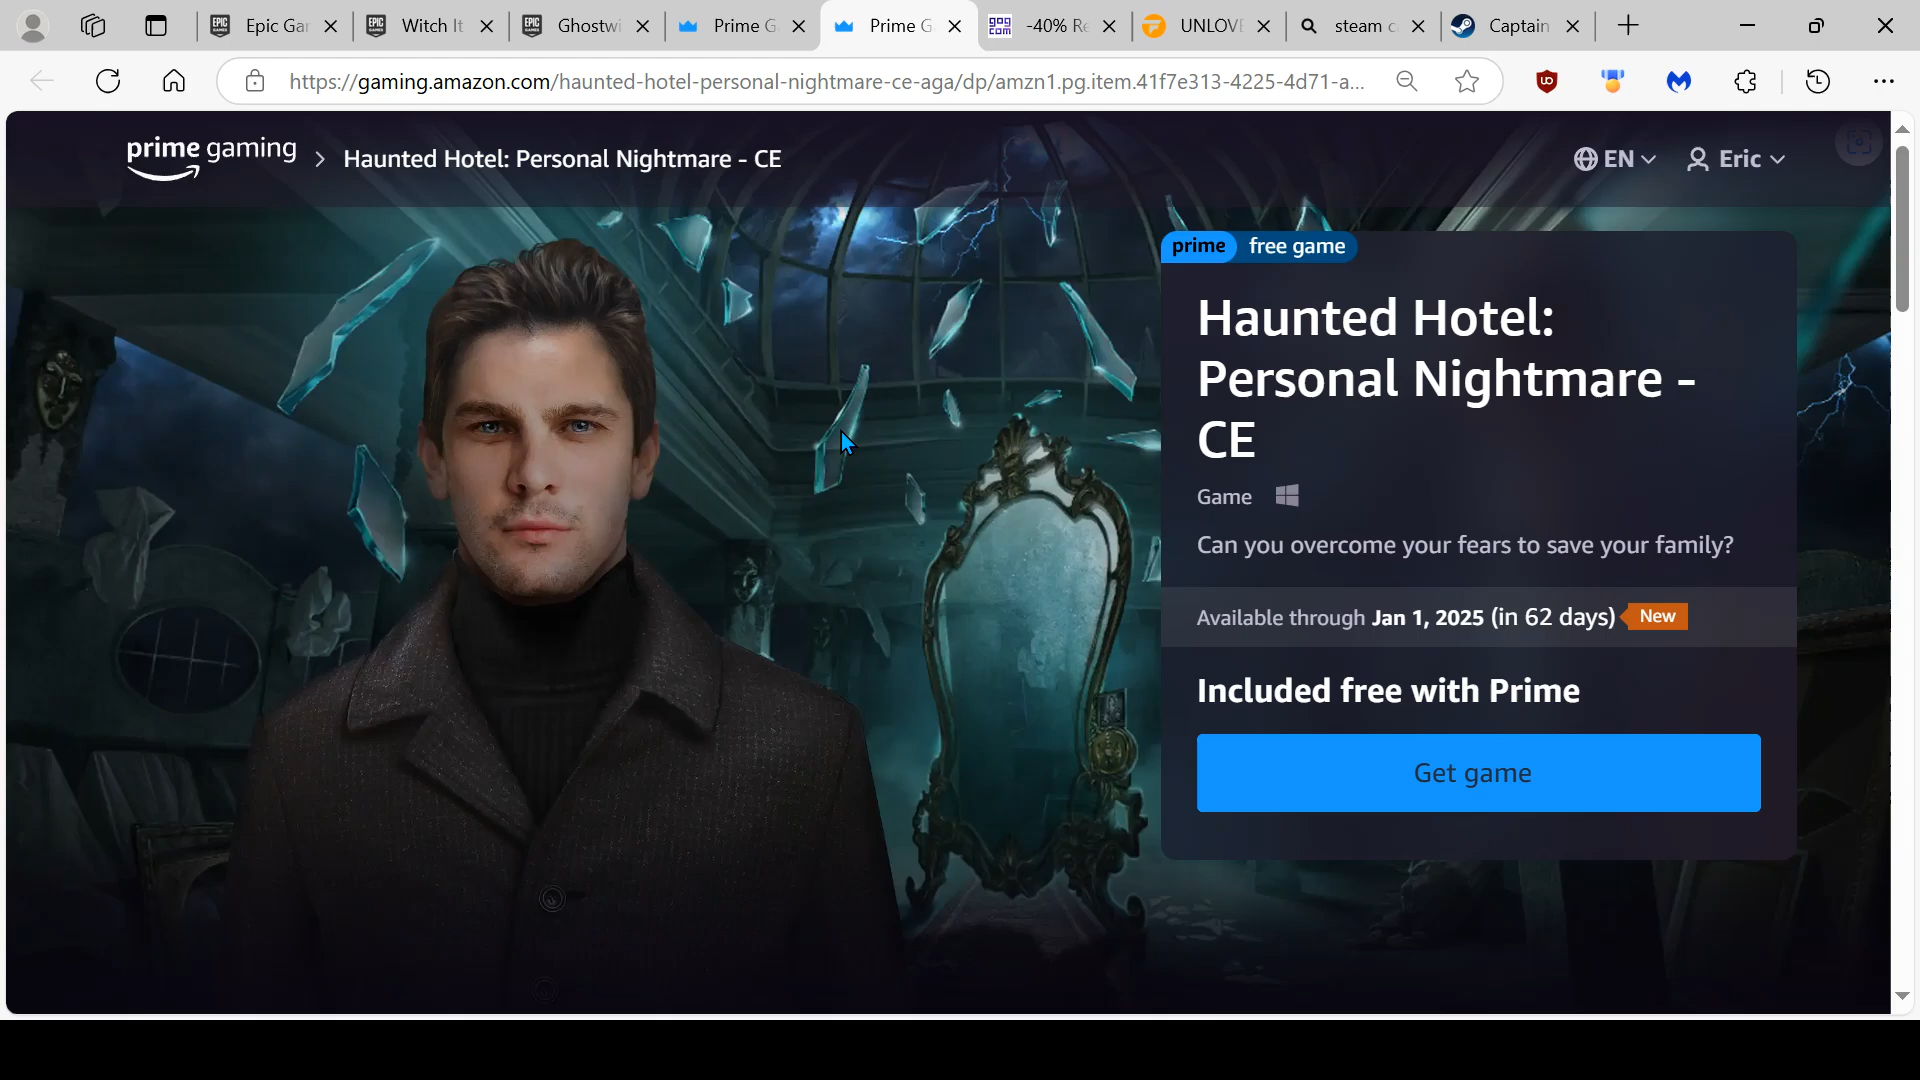 Epic Gar
Witch It
Ghostwi
Prime G
Prime G
gog com -40% Re
UNLOVE
steam c
Captain
https://gaming.amazon.com/haunted-hotel-personal-nightmare-ce-aga/dp/amzn1.pg.item.41f7e313-4225-4d71-a...
prime gaming > Haunted Hotel: Personal Nightmare - CE
EN
Eric
prime free game
Haunted Hotel:
Personal Nightmare -
CE
Game
Can you overcome your fears to save your family?
Available through Jan 1, 2025 (in 62 days) New
Included free with Prime
Get game